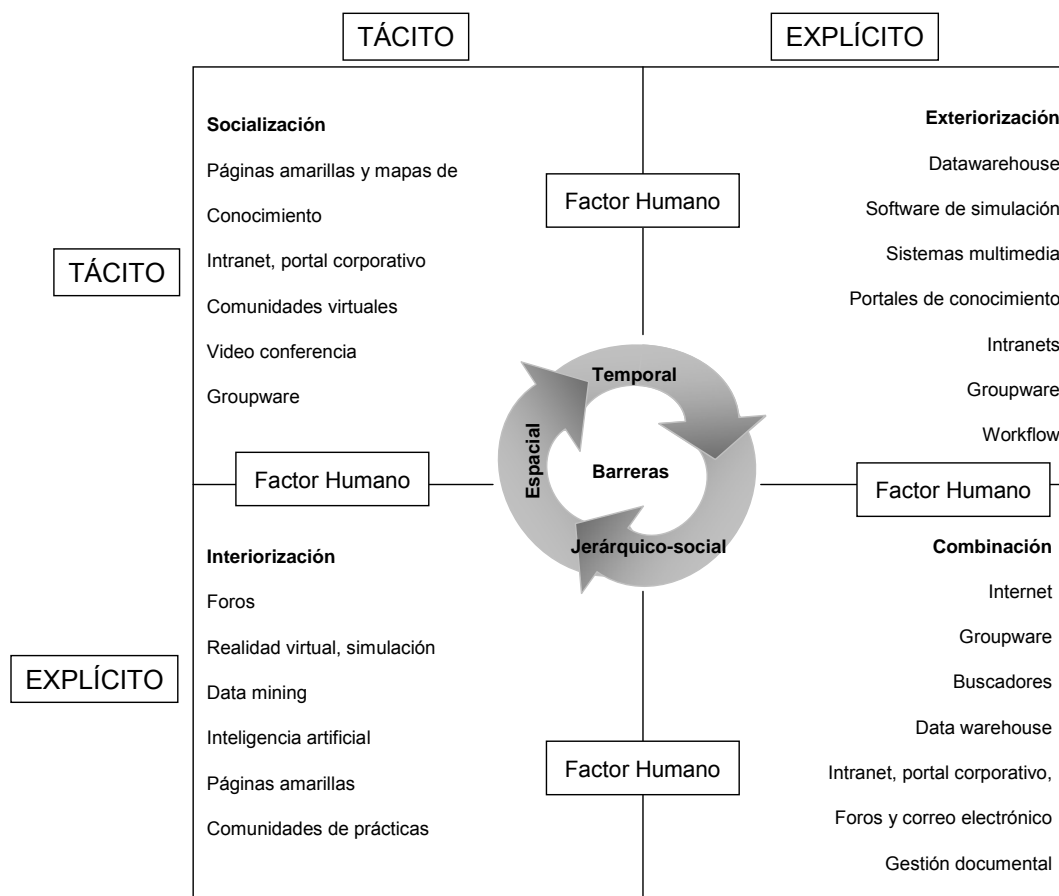 TÁCITO
EXPLÍCITO
TÁCITO
Socialización
Páginas amarillas y mapas de
Conocimiento
Intranet, portal corporativo
Comunidades virtuales
Video conferencia
Groupware
Factor Humano
Exteriorización
Datawarehouse
Software de simulación
Sistemas multimedia
Portales de conocimiento
Intranets
Groupware
Workflow
Temporal
Espacial
Barreras
Jerárquico-social
Factor Humano
Factor Humano
EXPLÍCITO
Interiorización
Foros
Realidad virtual, simulación
Data mining
Inteligencia artificial
Páginas amarillas
Comunidades de prácticas
Factor Humano
Combinación
Internet
Groupware
Buscadores
Data warehouse
Intranet, portal corporativo,
Foros y correo electrónico
Gestión documental